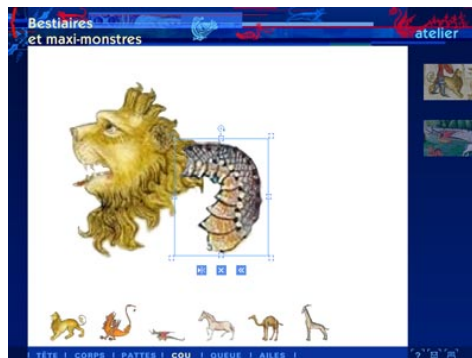 Bestiaires
et maxi-monstres
atelier
| TÊTE | CORPS | PATTES | COU | QUEUE | AILES |
?